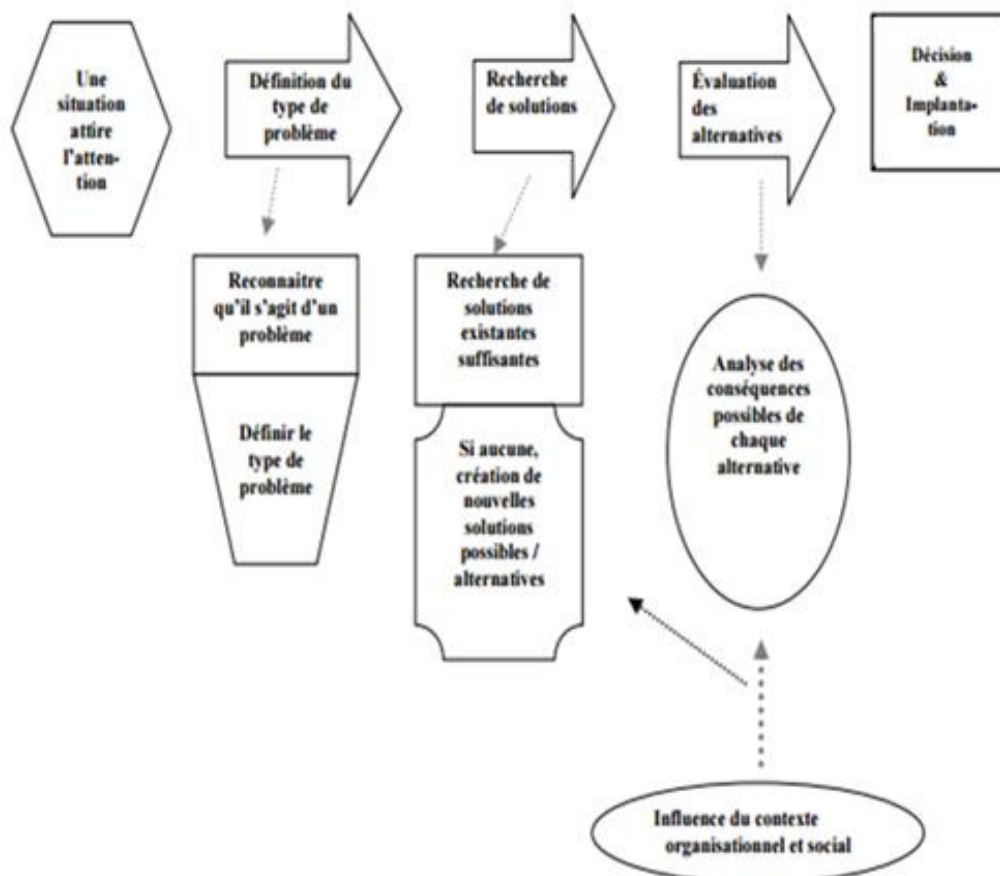 Une
situation
attire
l'atten-
tion
Définition du
type de
problème
Recherche
de solutions
Évaluation
des
alternatives
Décision
&
Implanta-
tion
Reconnaitre
qu'il s'agit d'un
problème
Définir le
type de
problème
Recherche de
solutions
existantes
suffisantes
Si aucune,
création de
nouvelles
solutions
possibles /
alternatives
Analyse des
conséquences
possibles de
chaque
alternative
Influence du contexte
organisationnel et social